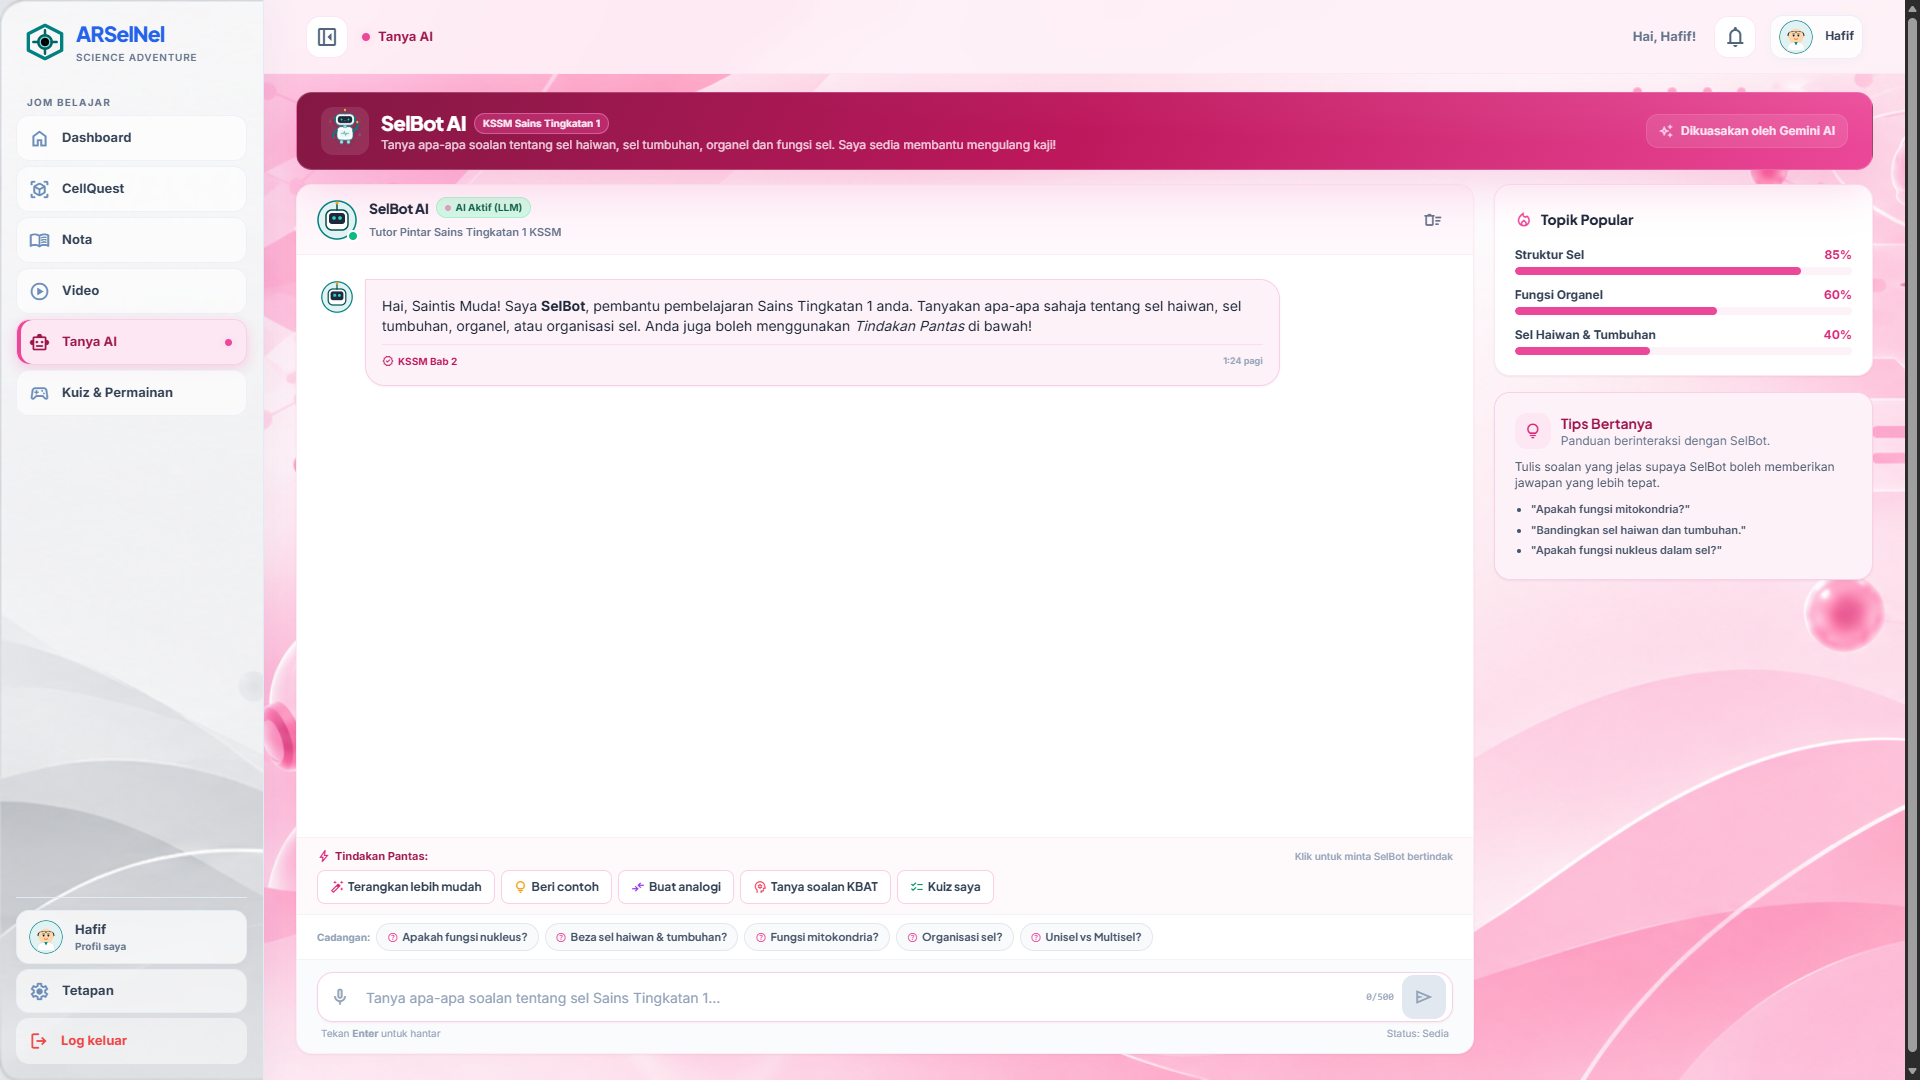 ARSelNel
SCIENCE ADVENTURE
JOM BELAJAR
Dashboard
CellQuest
Nota
Video
Tanya AI
Kuiz & Permainan
Hafif
Profil saya
Tetapan
Log keluar
Tanya AI
Hai, Hafif!
Hafif
SelBot AI
KSSM Sains Tingkatan 1
Tanya apa-apa soalan tentang sel haiwan, sel tumbuhan, organel dan fungsi sel. Saya sedia membantu mengulang kaji!
Dikuasakan oleh Gemini AI
SelBot AI
AI Aktif (LLM)
Tutor Pintar Sains Tingkatan 1 KSSM
Hai, Saintis Muda! Saya SelBot, pembantu pembelajaran Sains Tingkatan 1 anda. Tanyakan apa-apa sahaja tentang sel haiwan, sel
tumbuhan, organel, atau organisasi sel. Anda juga boleh menggunakan Tindakan Pantas di bawah!
KSSM Bab 2
1:24 pagi
Tindakan Pantas:
Klik untuk minta SelBot bertindak
Terangkan lebih mudah
Beri contoh
Buat analogi
Tanya soalan KBAT
Kuiz saya
Cadangan:
Apakah fungsi nukleus?
Beza sel haiwan & tumbuhan?
Fungsi mitokondria?
Organisasi sel?
Unisel vs Multisel?
Tanya apa-apa soalan tentang sel Sains Tingkatan 1...
0/500
Tekan Enter untuk hantar
Status: Sedia
Topik Popular
Struktur Sel
85%
Fungsi Organel
60%
Sel Haiwan & Tumbuhan
40%
Tips Bertanya
Panduan berinteraksi dengan SelBot.
Tulis soalan yang jelas supaya SelBot boleh memberikan
jawapan yang lebih tepat.
• "Apakah fungsi mitokondria?"
• "Bandingkan sel haiwan dan tumbuhan."
• "Apakah fungsi nukleus dalam sel?"